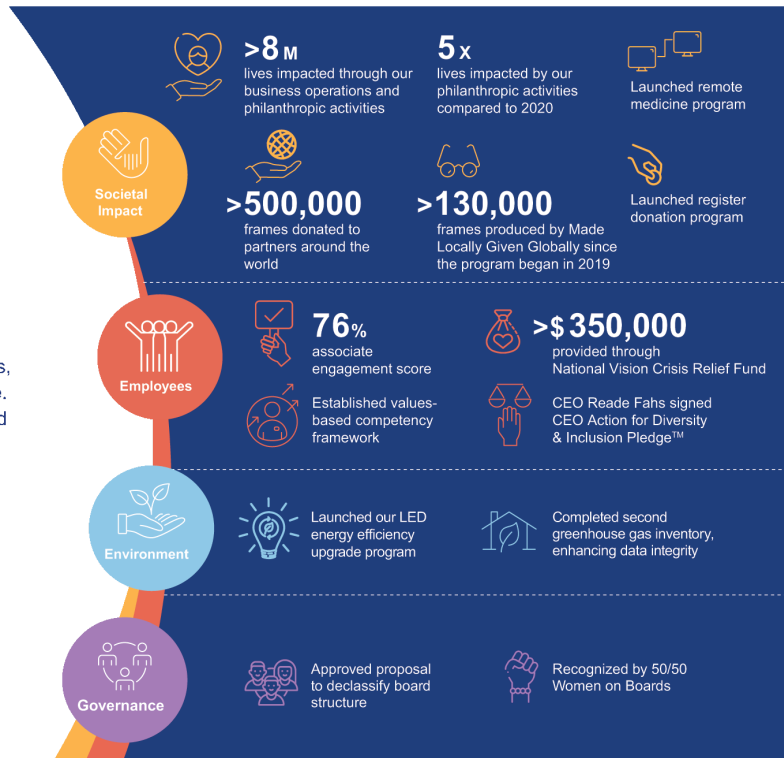 >8 M
lives impacted through our
business operations and
philanthropic activities
5 X
lives impacted by our
philanthropic activities
compared to 2020
Launched remote
medicine program
Societal
Impact
>500,000
frames donated to
partners around the
world
>130,000
frames produced by Made
Locally Given Globally since
the program began in 2019
Launched register
donation program
s,
e.
d
Employees
76%
associate
engagement score
>$350,000
provided through
National Vision Crisis Relief Fund
Established values-
based competency
framework
CEO Reade Fahs signed
CEO Action for Diversity
& Inclusion Pledge™
Environment
Launched our LED
energy efficiency
upgrade program
Completed second
greenhouse gas inventory,
enhancing data integrity
Governance
Approved proposal
to declassify board
structure
Recognized by 50/50
Women on Boards